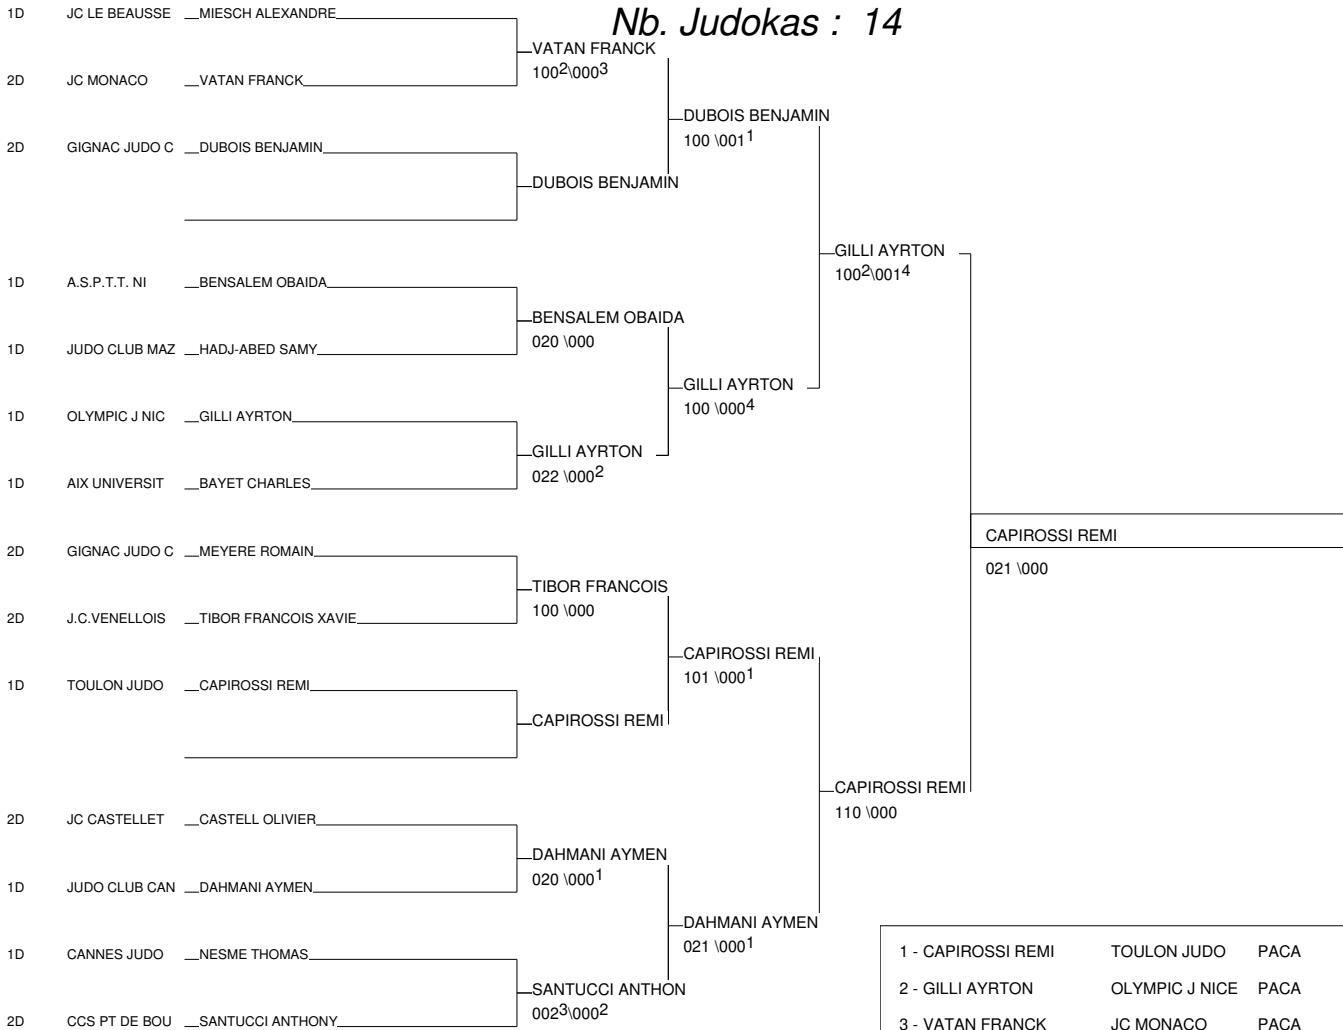 Nb. Judokas : 14
1D JC LE BEAUSSE MIESCH ALEXANDRE
VATAN FRANCK
100²\000³
2D JC MONACO VATAN FRANCK
DUBOIS BENJAMIN
100 \001¹
2D GIGNAC JUDO C DUBOIS BENJAMIN
DUBOIS BENJAMIN
GILLI AYRTON
100²\001⁴
1D A.S.P.T.T. NI BENSALEM OBAIDA
BENSALEM OBAIDA
020 \000
1D JUDO CLUB MAZ HADJ-ABED SAMY
GILLI AYRTON
100 \000⁴
1D OLYMPIC J NIC GILLI AYRTON
GILLI AYRTON
022 \000²
1D AIX UNIVERSIT BAYET CHARLES
CAPIROSSI REMI
021 \000
2D GIGNAC JUDO C MEYERE ROMAIN
TIBOR FRANCOIS
100 \000
2D J.C.VENELLOIS TIBOR FRANCOIS XAVIE
CAPIROSSI REMI
101 \000¹
1D TOULON JUDO CAPIROSSI REMI
CAPIROSSI REMI
CAPIROSSI REMI
110 \000
2D JC CASTELLET CASTELL OLIVIER
DAHMANI AYMEN
020 \000¹
1D JUDO CLUB CAN DAHMANI AYMEN
DAHMANI AYMEN
021 \000¹
1D CANNES JUDO NESME THOMAS
SANTUCCI ANTHON
002³\000²
2D CCS PT DE BOU SANTUCCI ANTHONY
1 - CAPIROSSI REMI TOULON JUDO PACA
2 - GILLI AYRTON OLYMPIC J NICE PACA
3 - VATAN FRANCK JC MONACO PACA